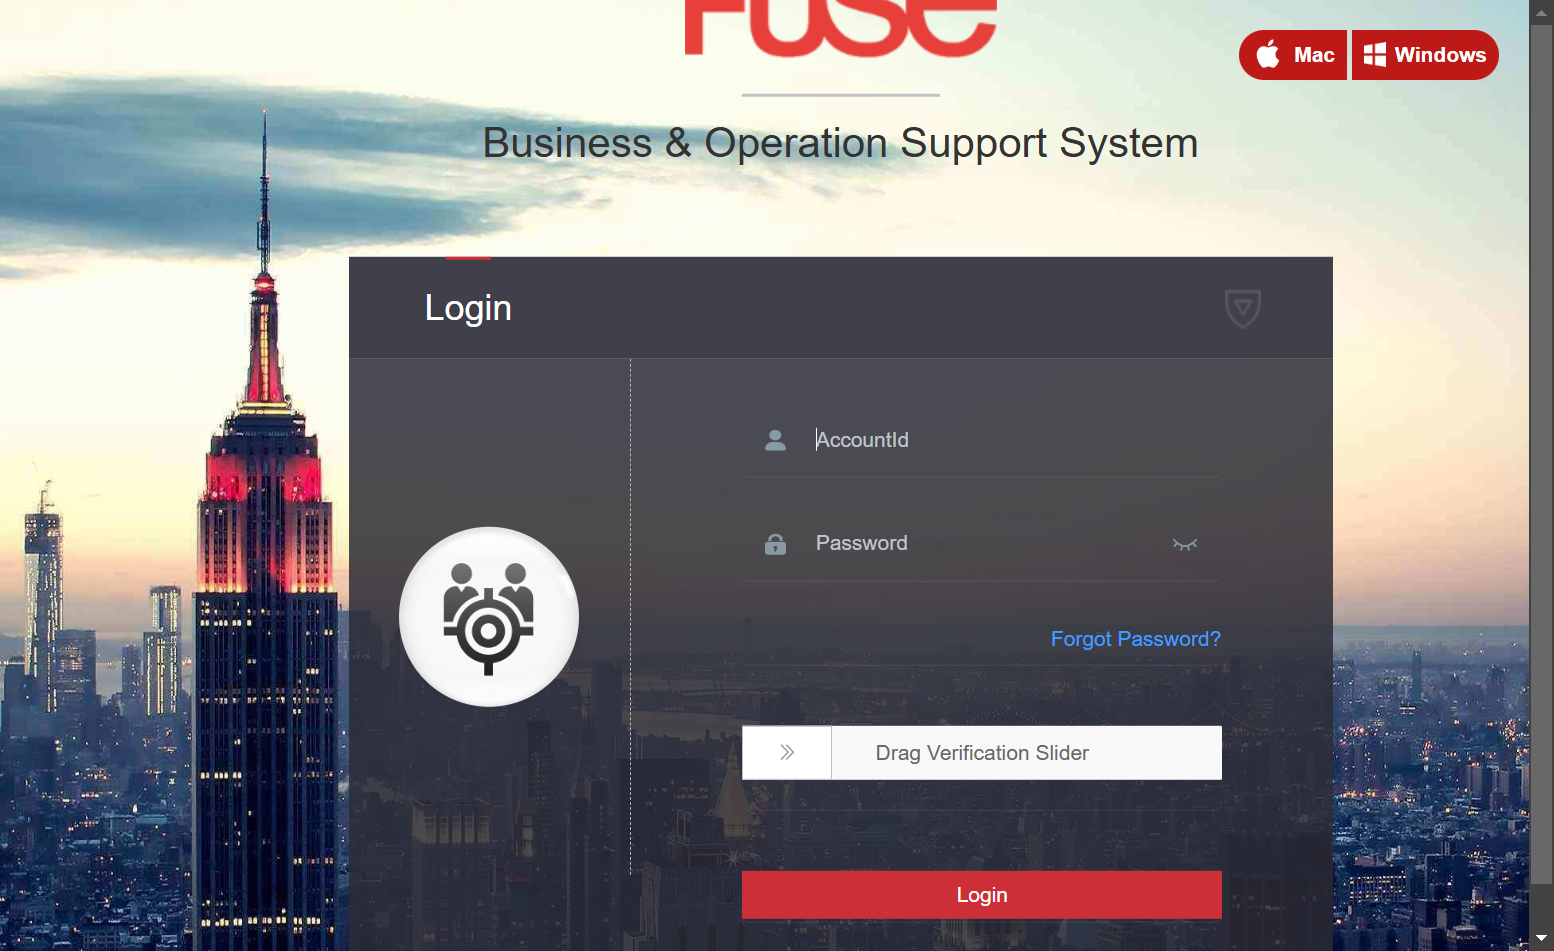 Fuse
Mac
Windows
Business & Operation Support System
Login
AccountId
Password
Forgot Password?
Drag Verification Slider
Login